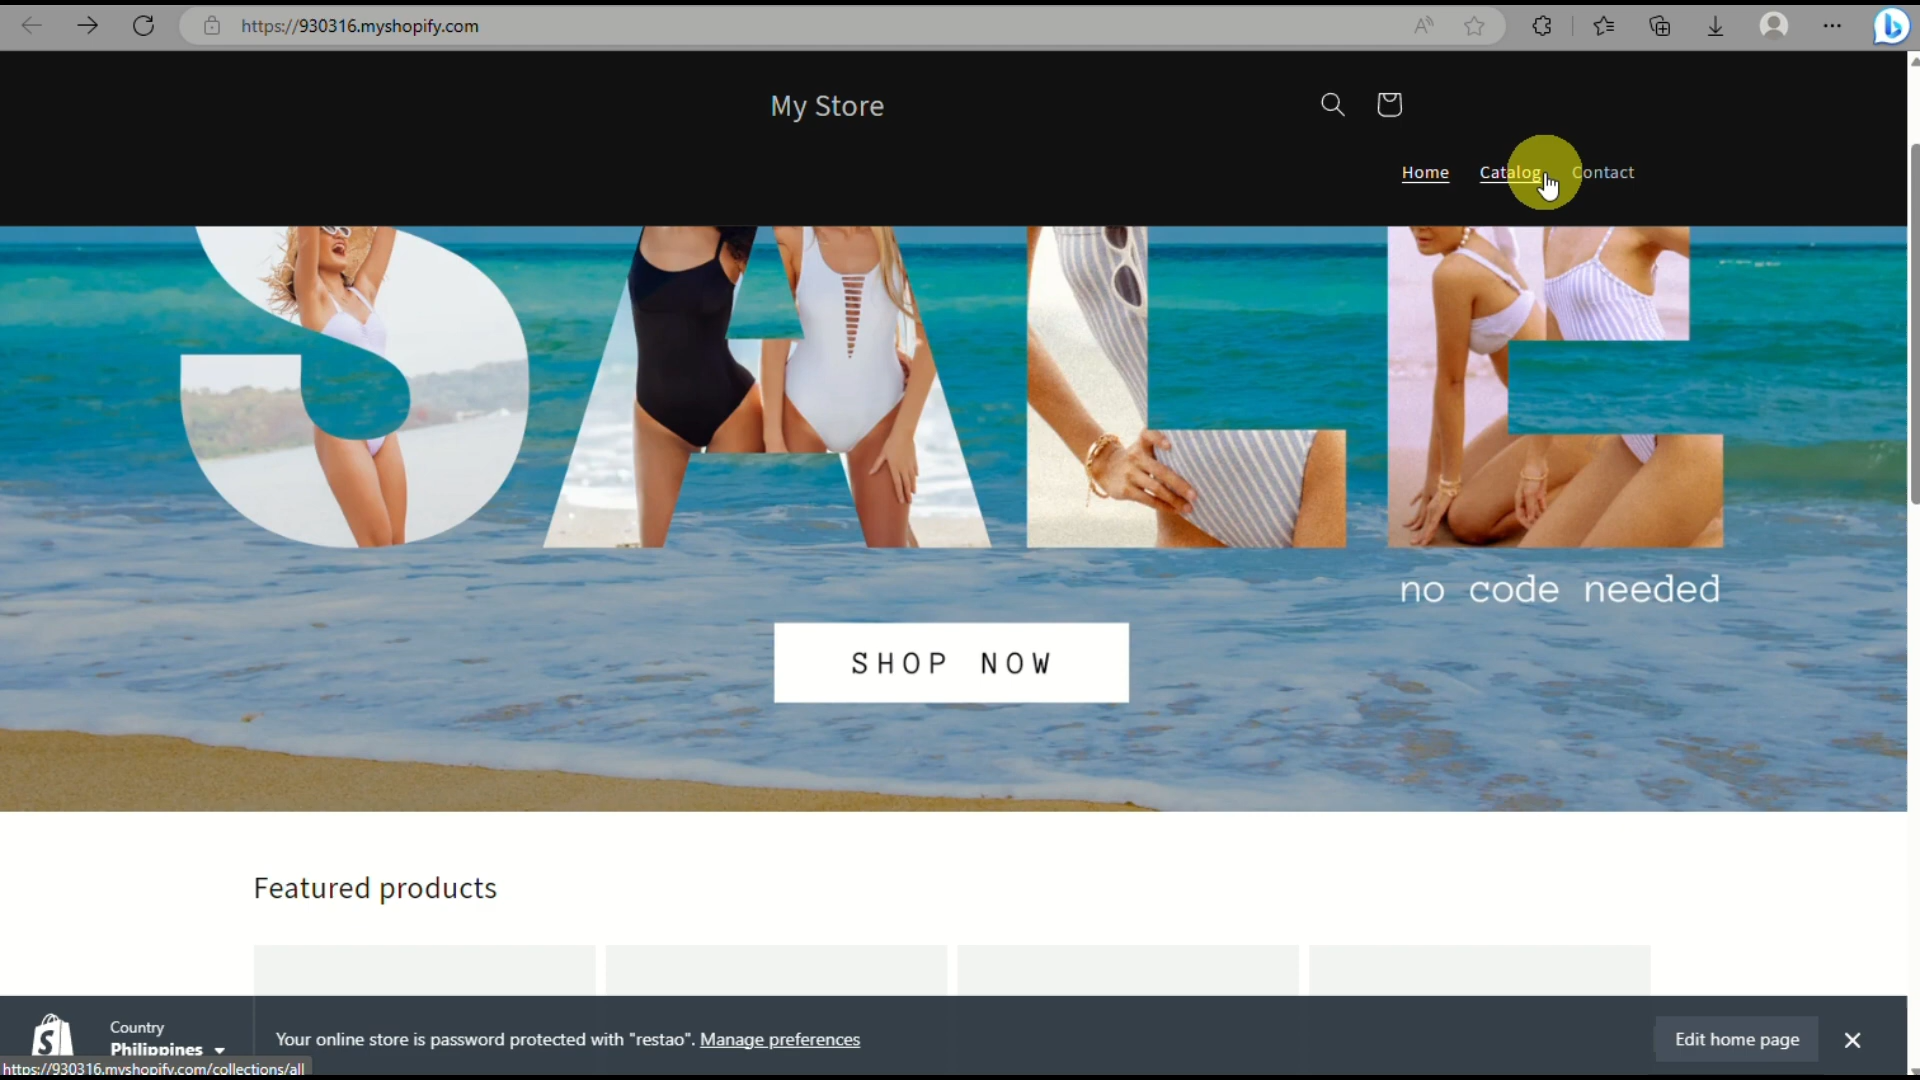 https://930316.myshopify.com
My Store
Home Catalog Contact
SALE
no code needed
SHOP NOW
Featured products
Country
Philippines
Your online store is password protected with "restao". Manage preferences
Edit home page
https://930316.myshopify.com/collections/all